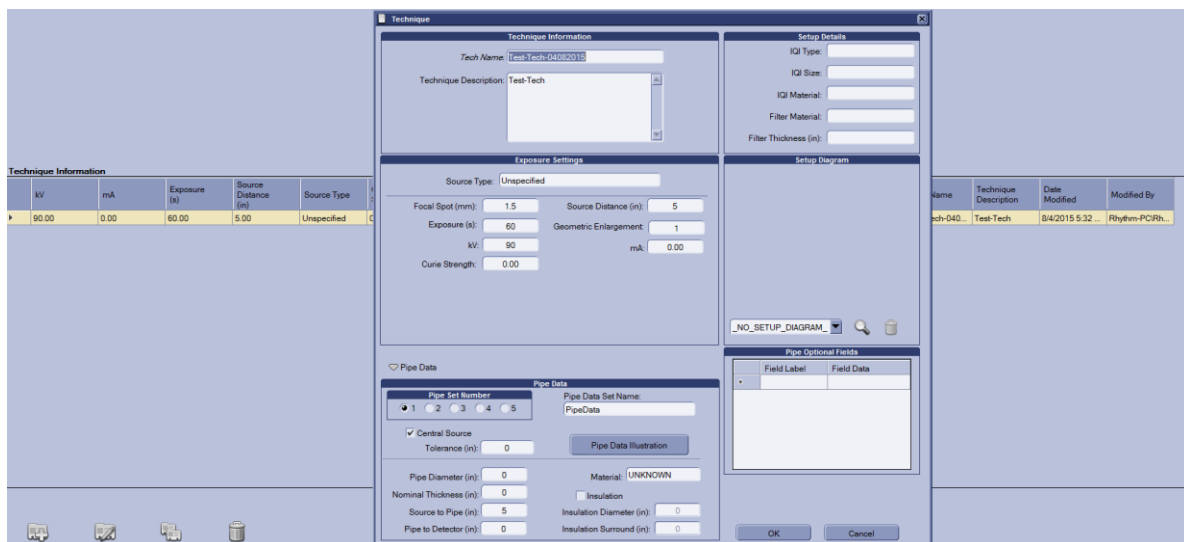 Technique
Technique Information
Tech Name: Test-Tech-04082015
Technique Description: Test-Tech
Setup Details
IQI Type:
IQI Size:
IQI Material:
Filter Material:
Filter Thickness (in):
Exposure Settings
Source Type: Unspecified
Focal Spot (mm): 1.5 Source Distance (in): 5
Exposure (s): 60 Geometric Enlargement: 1
kV: 90 mA: 0.00
Curie Strength: 0.00
Setup Diagram
_NO_SETUP_DIAGRAM_
Pipe Data
Pipe Data
Pipe Set Number
1 2 3 4 5
Pipe Data Set Name:
PipeData
Central Source
Tolerance (in): 0
Pipe Data Illustration
Pipe Diameter (in): 0 Material: UNKNOWN
Nominal Thickness (in): 0 Insulation
Source to Pipe (in): 5 Insulation Diameter (in): 0
Pipe to Detector (in): 0 Insulation Surround (in): 0
Pipe Optional Fields
Field Label Field Data
OK Cancel
Technique Information
kV mA Exposure (s) Source Distance (in) Source Type
90.00 0.00 60.00 5.00 Unspecified
Name Technique Description Date Modified Modified By
ech-040... Test-Tech 8/4/2015 5:32 ... Rhythm-PC\Rh...